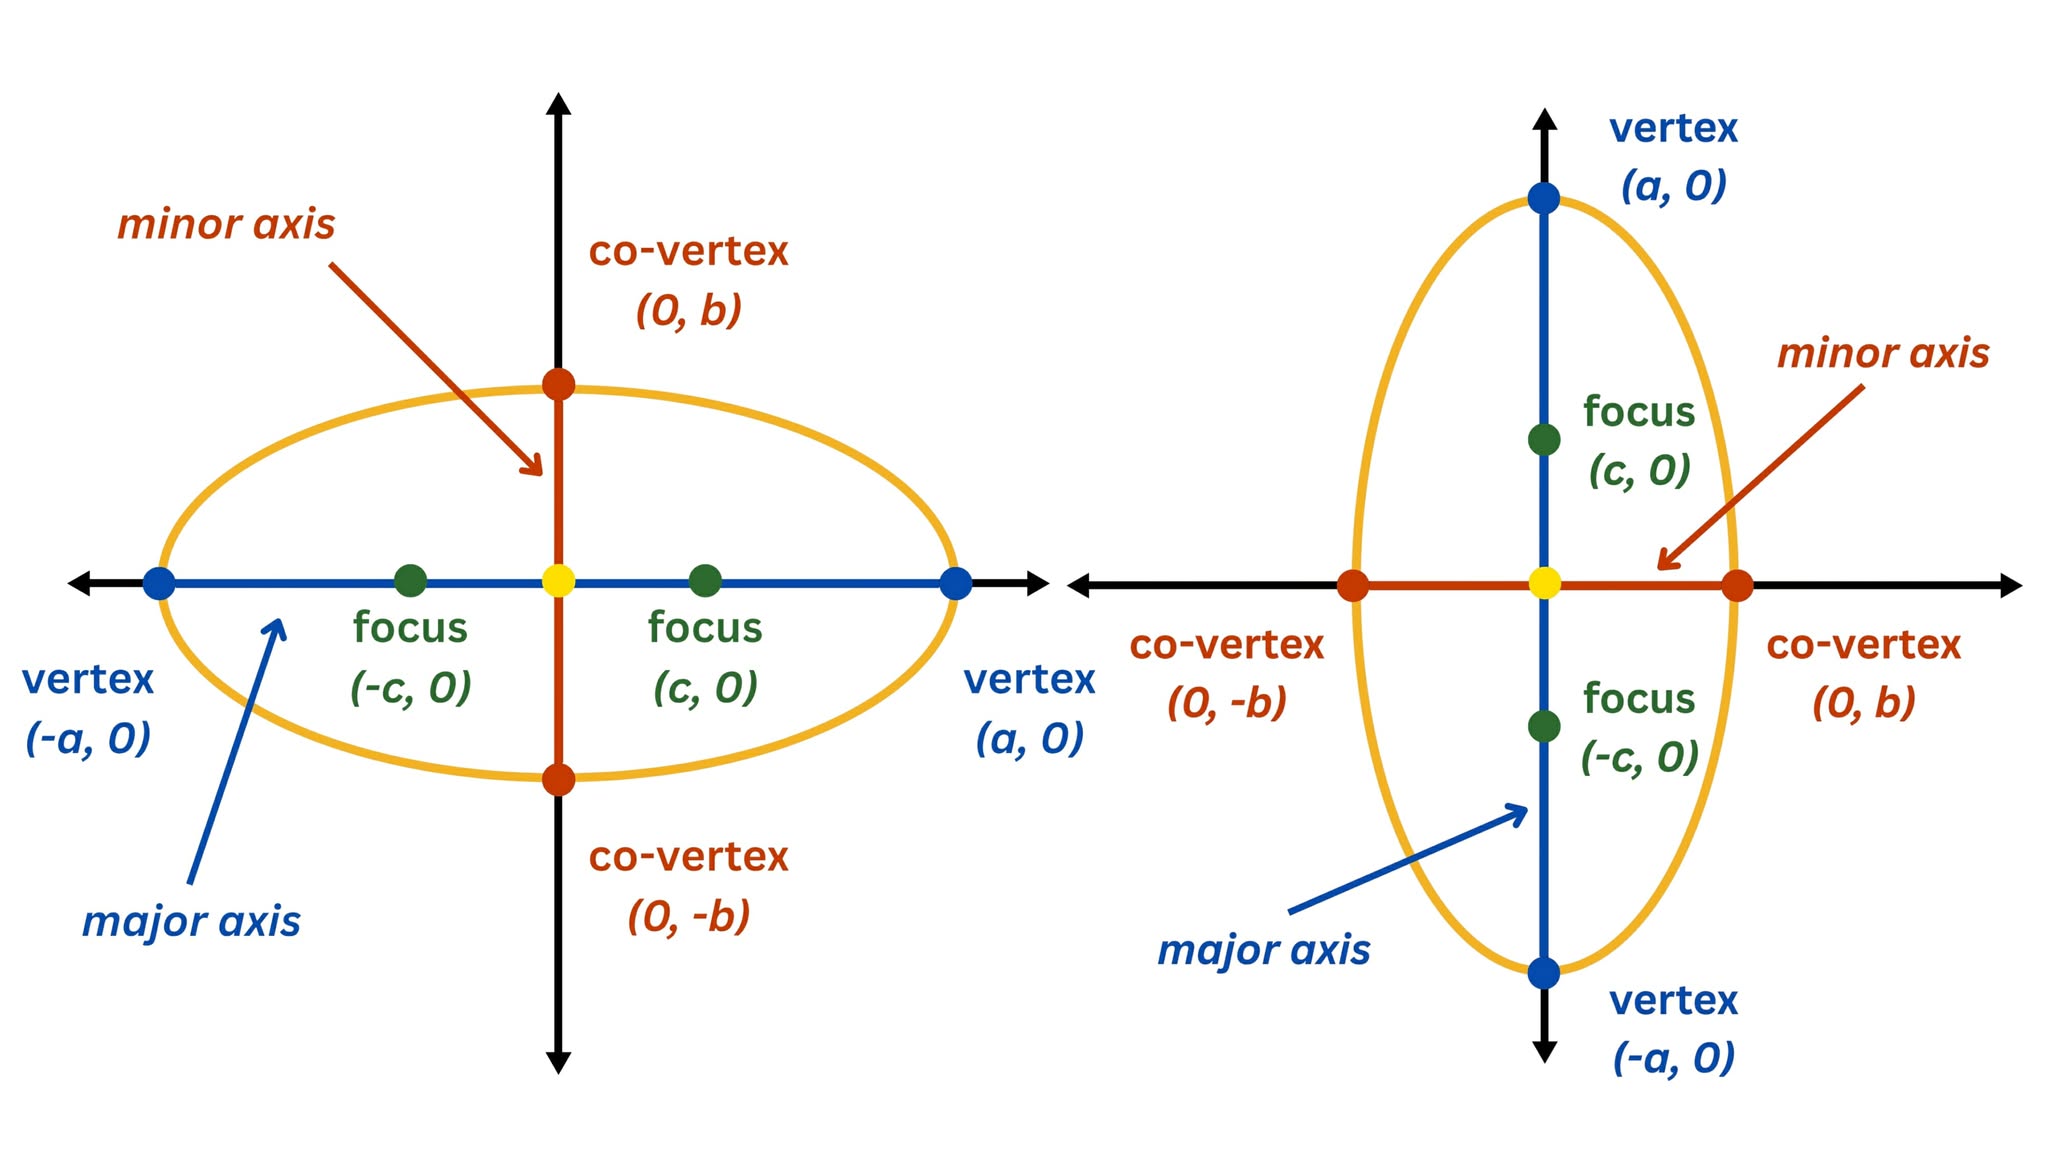 minor axis
co-vertex
(0, b)
focus
(-c, 0)
focus
(c, 0)
vertex
(-a, 0)
vertex
(a, 0)
co-vertex
(0, -b)
major axis
vertex
(a, 0)
minor axis
focus
(c, 0)
co-vertex
(0, -b)
co-vertex
(0, b)
focus
(-c, 0)
major axis
vertex
(-a, 0)